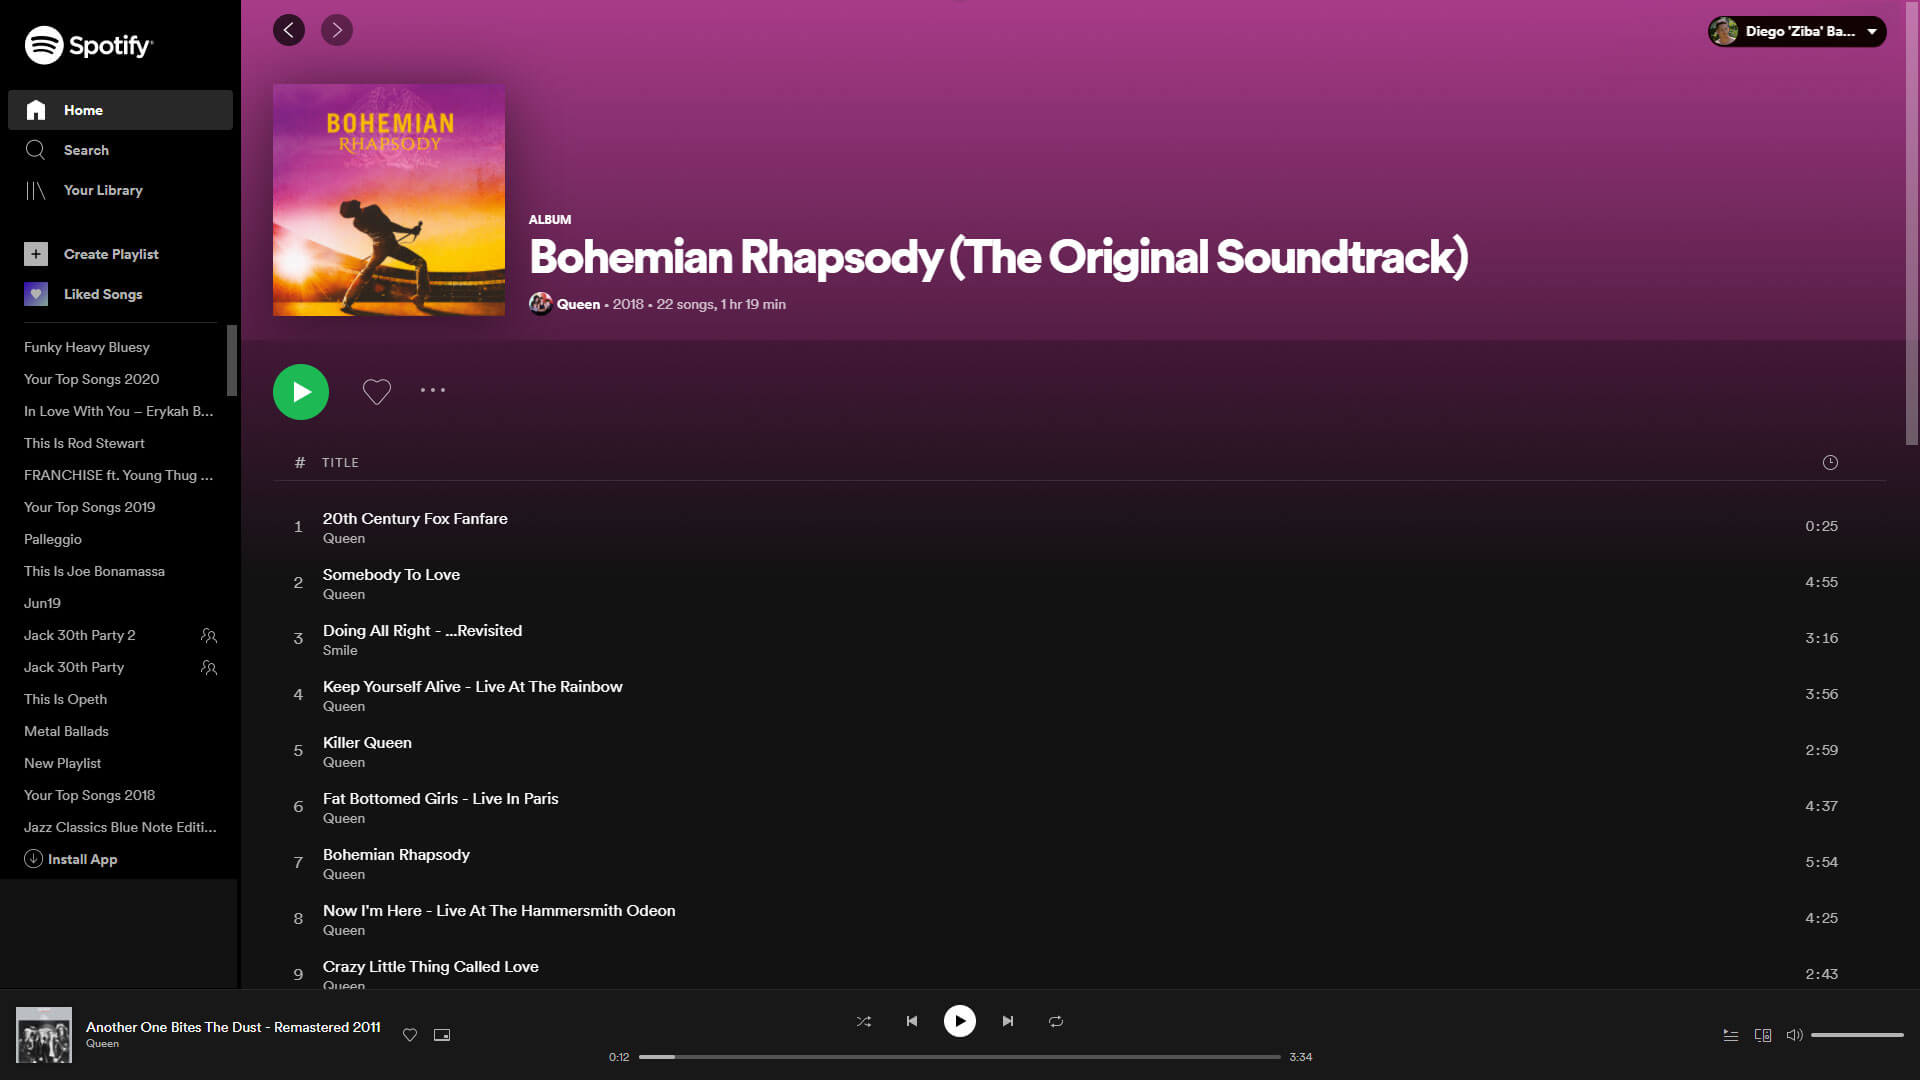 Spotify
Home
Search
Your Library
Create Playlist
Liked Songs
Funky Heavy Bluesy
Your Top Songs 2020
In Love With You – Erykah B...
This Is Rod Stewart
FRANCHISE ft. Young Thug ...
Your Top Songs 2019
Palleggio
This Is Joe Bonamassa
Jun19
Jack 30th Party 2
Jack 30th Party
This Is Opeth
Metal Ballads
New Playlist
Your Top Songs 2018
Jazz Classics Blue Note Editi...
Install App
Diego 'Ziba' Ba...
BOHEMIAN
RHAPSODY
ALBUM
Bohemian Rhapsody (The Original Soundtrack)
Queen • 2018 • 22 songs, 1 hr 19 min
# TITLE
1 20th Century Fox Fanfare 0:25
Queen
2 Somebody To Love 4:55
Queen
3 Doing All Right - ...Revisited 3:16
Smile
4 Keep Yourself Alive - Live At The Rainbow 3:56
Queen
5 Killer Queen 2:59
Queen
6 Fat Bottomed Girls - Live In Paris 4:37
Queen
7 Bohemian Rhapsody 5:54
Queen
8 Now I'm Here - Live At The Hammersmith Odeon 4:25
Queen
9 Crazy Little Thing Called Love 2:43
Queen
Another One Bites The Dust - Remastered 2011
Queen
0:12 3:34